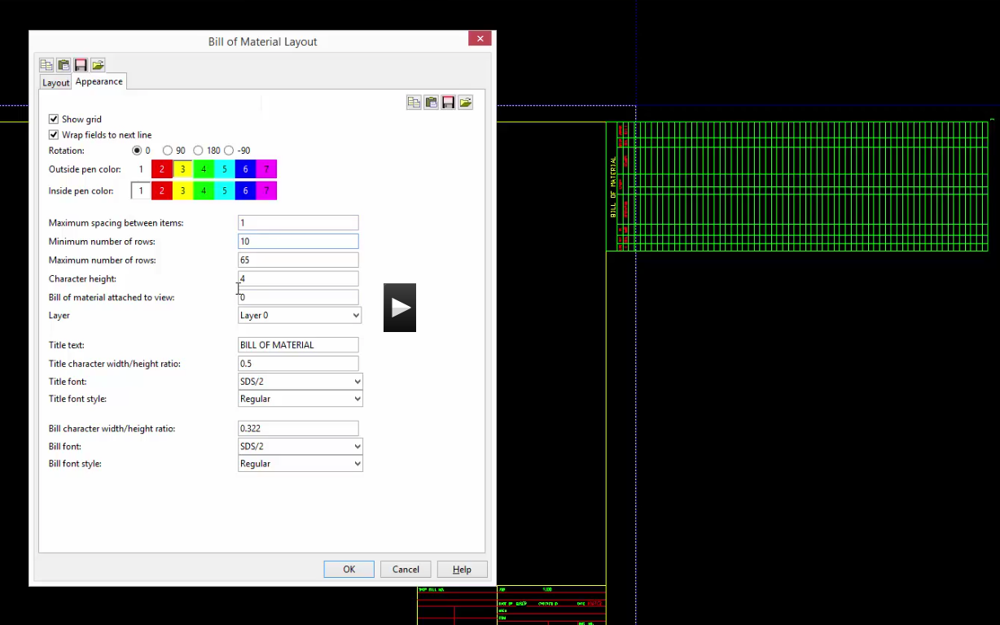 Bill of Material Layout
Layout Appearance
Show grid
Wrap fields to next line
Rotation: 0 90 180 -90
Outside pen color: 1 2 3 4 5 6 7
Inside pen color: 1 2 3 4 5 6 7
Maximum spacing between items: 1
Minimum number of rows: 10
Maximum number of rows: 65
Character height: 4
Bill of material attached to view: 0
Layer Layer 0
Title text: BILL OF MATERIAL
Title character width/height ratio: 0.5
Title font: SDS/2
Title font style: Regular
Bill character width/height ratio: 0.322
Bill font: SDS/2
Bill font style: Regular
OK Cancel Help
BILL OF MATERIAL